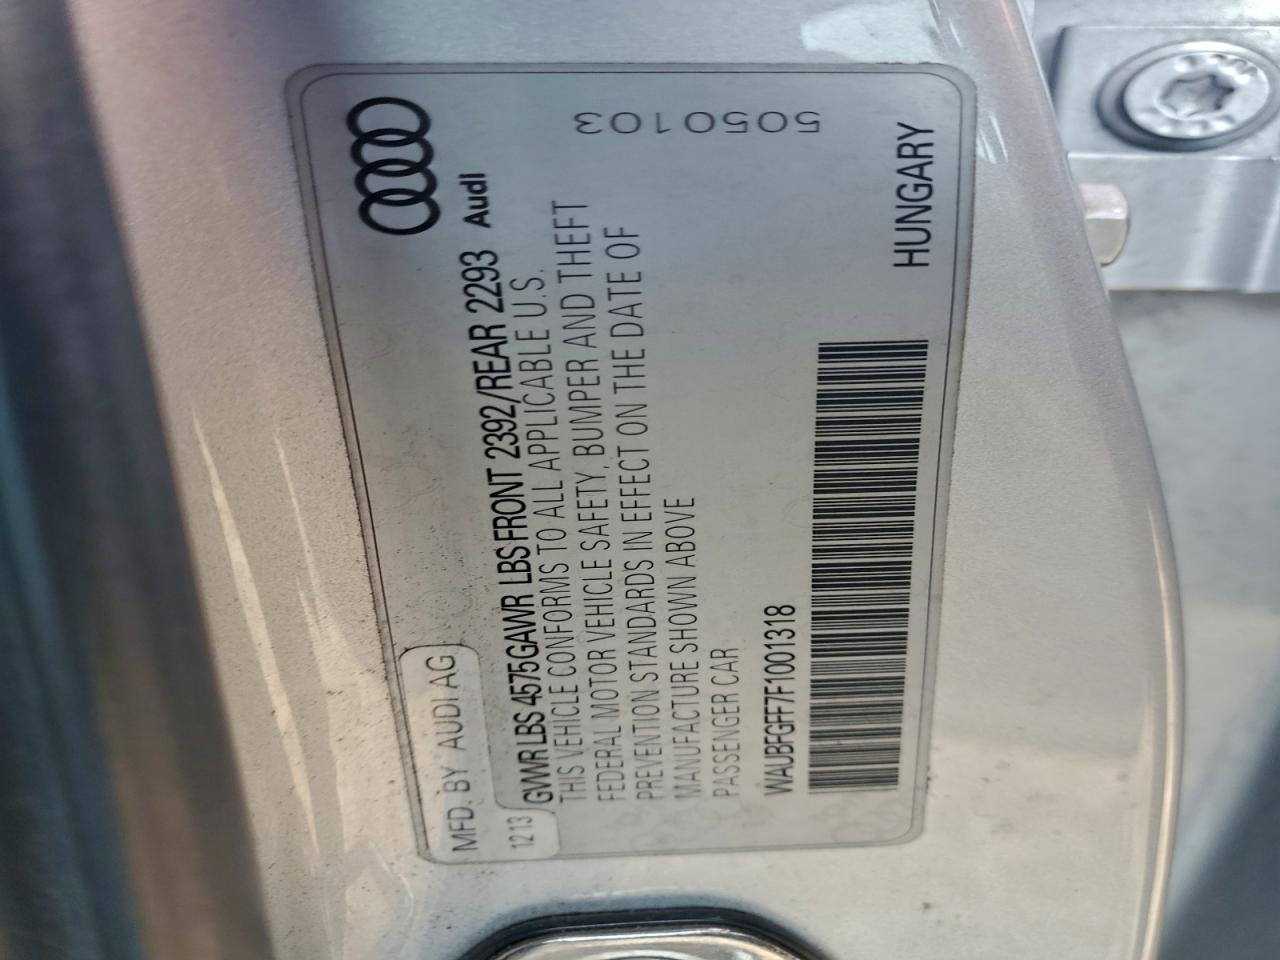 MFD. BY AUDI AG
12 13
GVWR LBS 4575 GAWR LBS FRONT 2392/REAR 2293 Audi
THIS VEHICLE CONFORMS TO ALL APPLICABLE U.S.
FEDERAL MOTOR VEHICLE SAFETY, BUMPER AND THEFT
PREVENTION STANDARDS IN EFFECT ON THE DATE OF
MANUFACTURE SHOWN ABOVE
PASSENGER CAR
WAUBFGFF7F1001318
HUNGARY
5050103